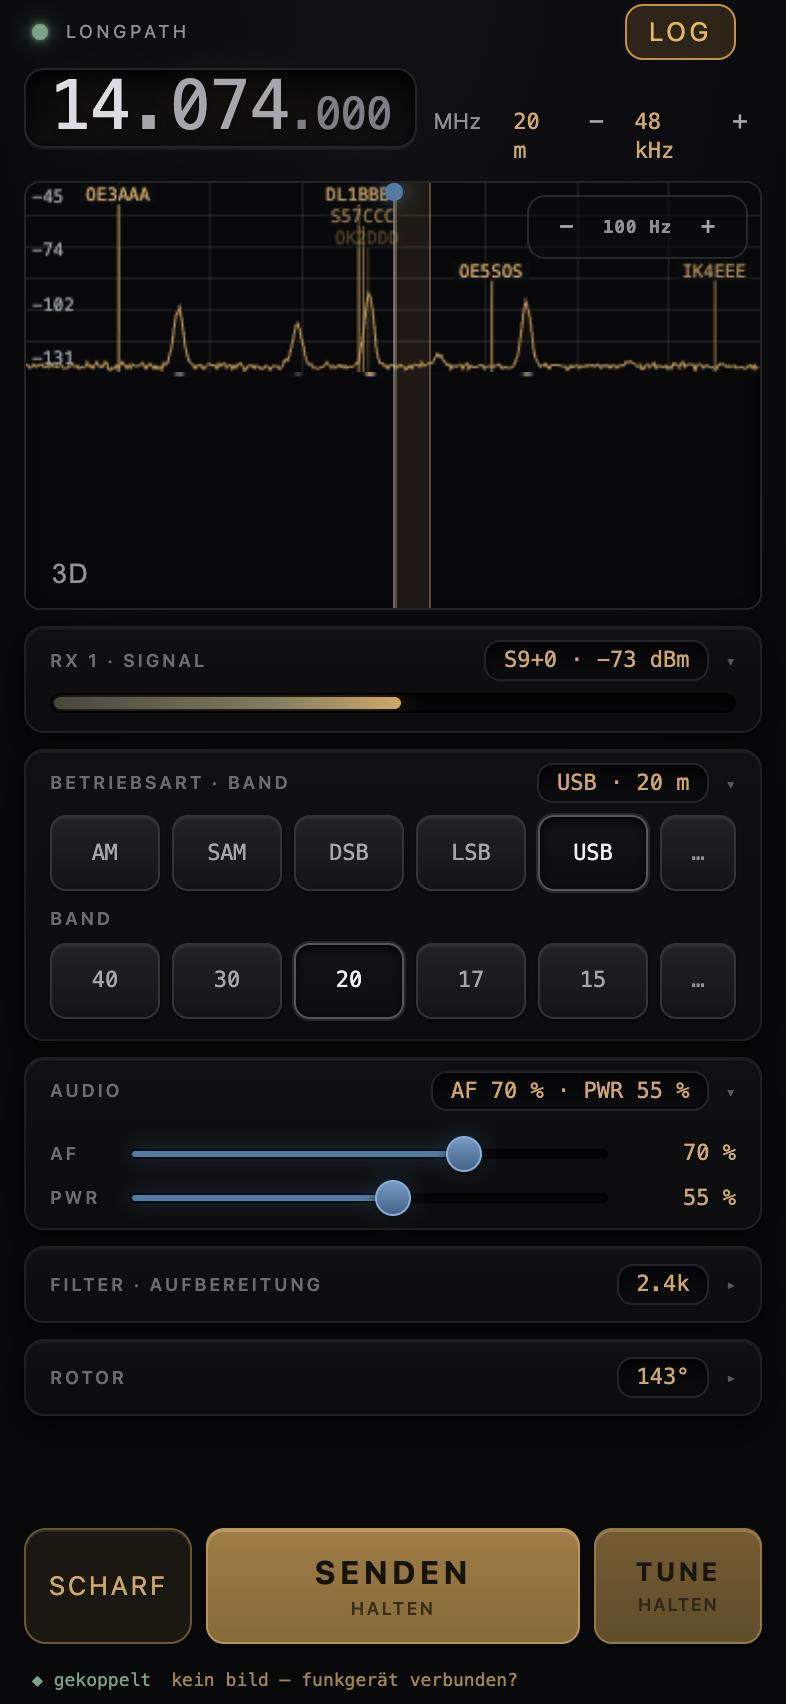 LONGPATH
LOG
14.074.000 MHz 20 m − 48 kHz +
−45 OE3AAA DL1BBB
S57CCC − 100 Hz +
OK2DDD
−74
OE5SOS IK4EEE
−102
−131
3D
RX 1 · SIGNAL S9+0 · −73 dBm ▾
BETRIEBSART · BAND USB · 20 m ▾
AM SAM DSB LSB USB …
BAND
40 30 20 17 15 …
AUDIO AF 70 % · PWR 55 % ▾
AF 70 %
PWR 55 %
FILTER · AUFBEREITUNG 2.4k ▸
ROTOR 143° ▸
SCHARF
SENDEN
HALTEN
TUNE
HALTEN
◆ gekoppelt kein bild — funkgerät verbunden?